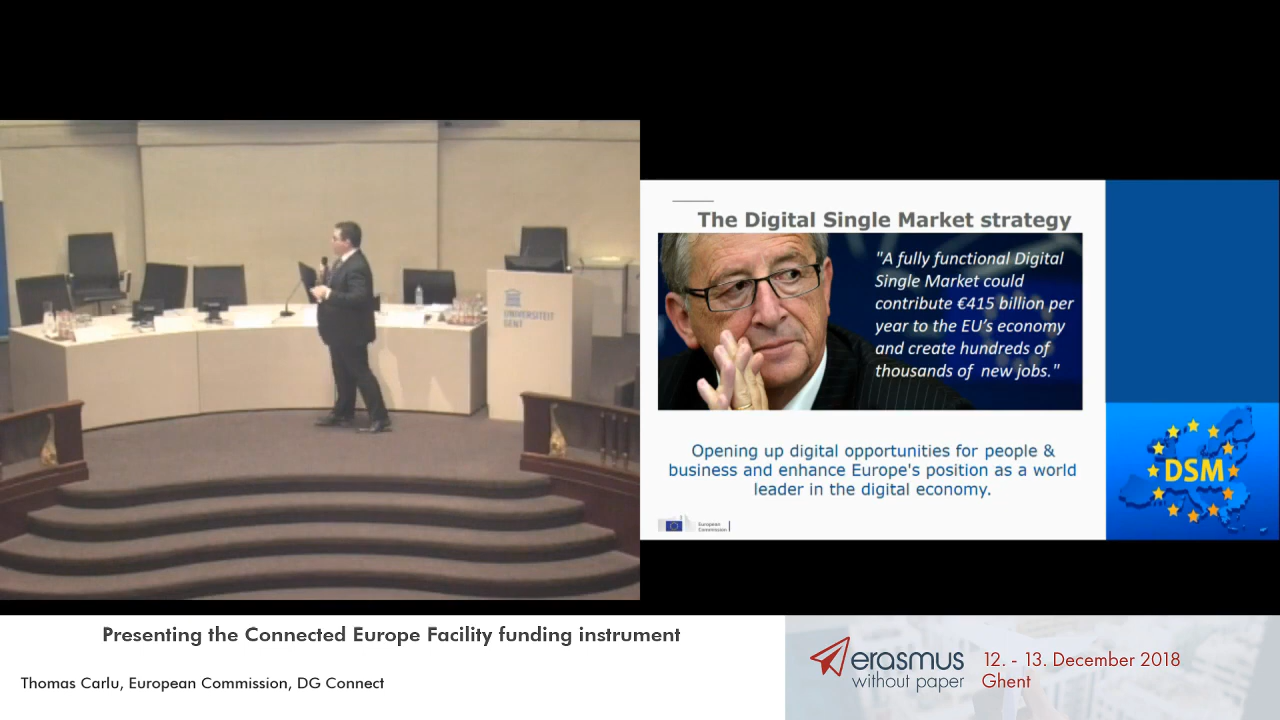 UNIVERSITEIT
GENT
The Digital Single Market strategy
"A fully functional Digital
Single Market could
contribute €415 billion per
year to the EU's economy
and create hundreds of
thousands of new jobs."
Opening up digital opportunities for people &
business and enhance Europe's position as a world
leader in the digital economy.
European
Commission
DSM
Presenting the Connected Europe Facility funding instrument
Thomas Carlu, European Commission, DG Connect
erasmus
without paper
12. - 13. December 2018
Ghent